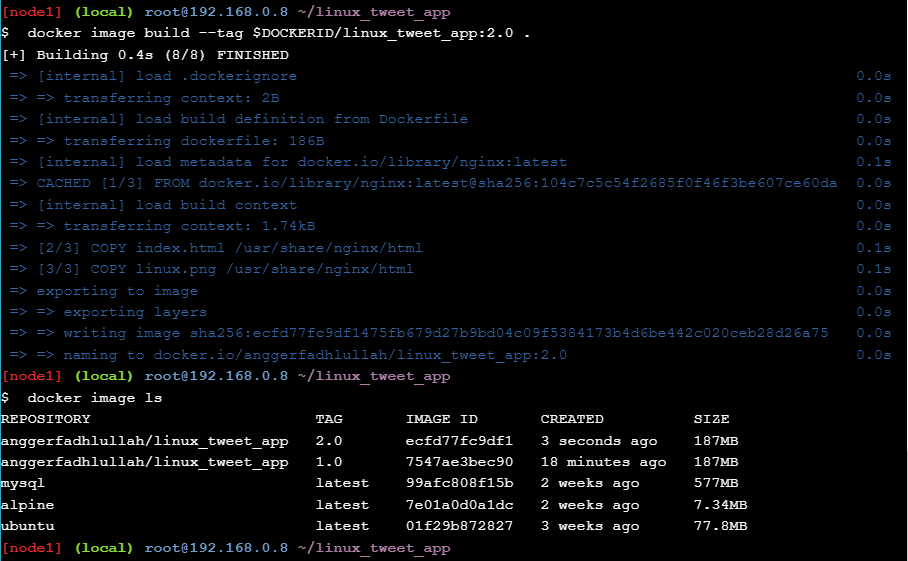 [node1] (local) root@192.168.0.8 ~/linux_tweet_app
$  docker image build --tag $DOCKERID/linux_tweet_app:2.0 .
[+] Building 0.4s (8/8) FINISHED
 => [internal] load .dockerignore 0.0s
 => => transferring context: 2B 0.0s
 => [internal] load build definition from Dockerfile 0.0s
 => => transferring dockerfile: 186B 0.0s
 => [internal] load metadata for docker.io/library/nginx:latest 0.1s
 => CACHED [1/3] FROM docker.io/library/nginx:latest@sha256:104c7c5c54f2685f0f46f3be607ce60da 0.0s
 => [internal] load build context 0.0s
 => => transferring context: 1.74kB 0.0s
 => [2/3] COPY index.html /usr/share/nginx/html 0.1s
 => [3/3] COPY linux.png /usr/share/nginx/html 0.1s
 => exporting to image 0.0s
 => => exporting layers 0.0s
 => => writing image sha256:ecfd77fc9df1475fb679d27b9bd04c09f5384173b4d6be442c020ceb28d26a75 0.0s
 => => naming to docker.io/anggerfadhlullah/linux_tweet_app:2.0 0.0s
[node1] (local) root@192.168.0.8 ~/linux_tweet_app
$  docker image ls
REPOSITORY TAG IMAGE ID CREATED SIZE
anggerfadhlullah/linux_tweet_app 2.0 ecfd77fc9df1 3 seconds ago 187MB
anggerfadhlullah/linux_tweet_app 1.0 7547ae3bec90 18 minutes ago 187MB
mysql latest 99afc808f15b 2 weeks ago 577MB
alpine latest 7e01a0d0a1dc 2 weeks ago 7.34MB
ubuntu latest 01f29b872827 3 weeks ago 77.8MB
[node1] (local) root@192.168.0.8 ~/linux_tweet_app